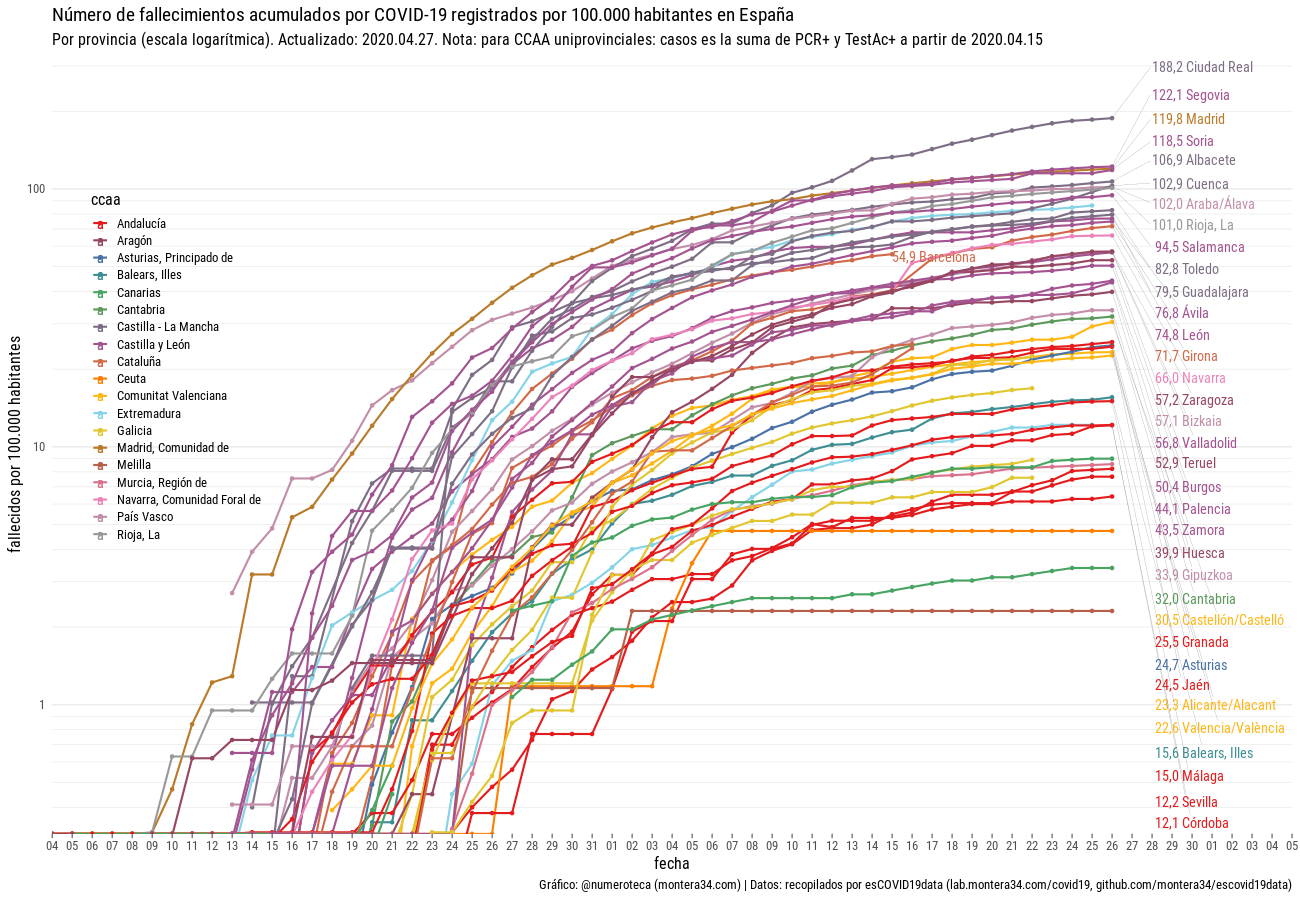 Número de fallecimientos acumulados por COVID-19 registrados por 100.000 habitantes en España
Por provincia (escala logarítmica). Actualizado: 2020.04.27. Nota: para CCAA uniprovinciales: casos es la suma de PCR+ y TestAc+ a partir de 2020.04.15
fallecidos por 100.000 habitantes
100
10
1
ccaa
Andalucía
Aragón
Asturias, Principado de
Balears, Illes
Canarias
Cantabria
Castilla - La Mancha
Castilla y León
Cataluña
Ceuta
Comunitat Valenciana
Extremadura
Galicia
Madrid, Comunidad de
Melilla
Murcia, Región de
Navarra, Comunidad Foral de
País Vasco
Rioja, La
54,9 Barcelona
188,2 Ciudad Real
122,1 Segovia
119,8 Madrid
118,5 Soria
106,9 Albacete
102,9 Cuenca
102,0 Araba/Álava
101,0 Rioja, La
94,5 Salamanca
82,8 Toledo
79,5 Guadalajara
76,8 Ávila
74,8 León
71,7 Girona
66,0 Navarra
57,2 Zaragoza
57,1 Bizkaia
56,8 Valladolid
52,9 Teruel
50,4 Burgos
44,1 Palencia
43,5 Zamora
39,9 Huesca
33,9 Gipuzkoa
32,0 Cantabria
30,5 Castellón/Castelló
25,5 Granada
24,7 Asturias
24,5 Jaén
23,3 Alicante/Alacant
22,6 Valencia/València
15,6 Balears, Illes
15,0 Málaga
12,2 Sevilla
12,1 Córdoba
04 05 06 07 08 09 10 11 12 13 14 15 16 17 18 19 20 21 22 23 24 25 26 27 28 29 30 31 01 02 03 04 05 06 07 08 09 10 11 12 13 14 15 16 17 18 19 20 21 22 23 24 25 26 27 28 29 30 01 02 03 04 05
fecha
Gráfico: @numeroteca (montera34.com) | Datos: recopilados por esCOVID19data (lab.montera34.com/covid19, github.com/montera34/escovid19data)